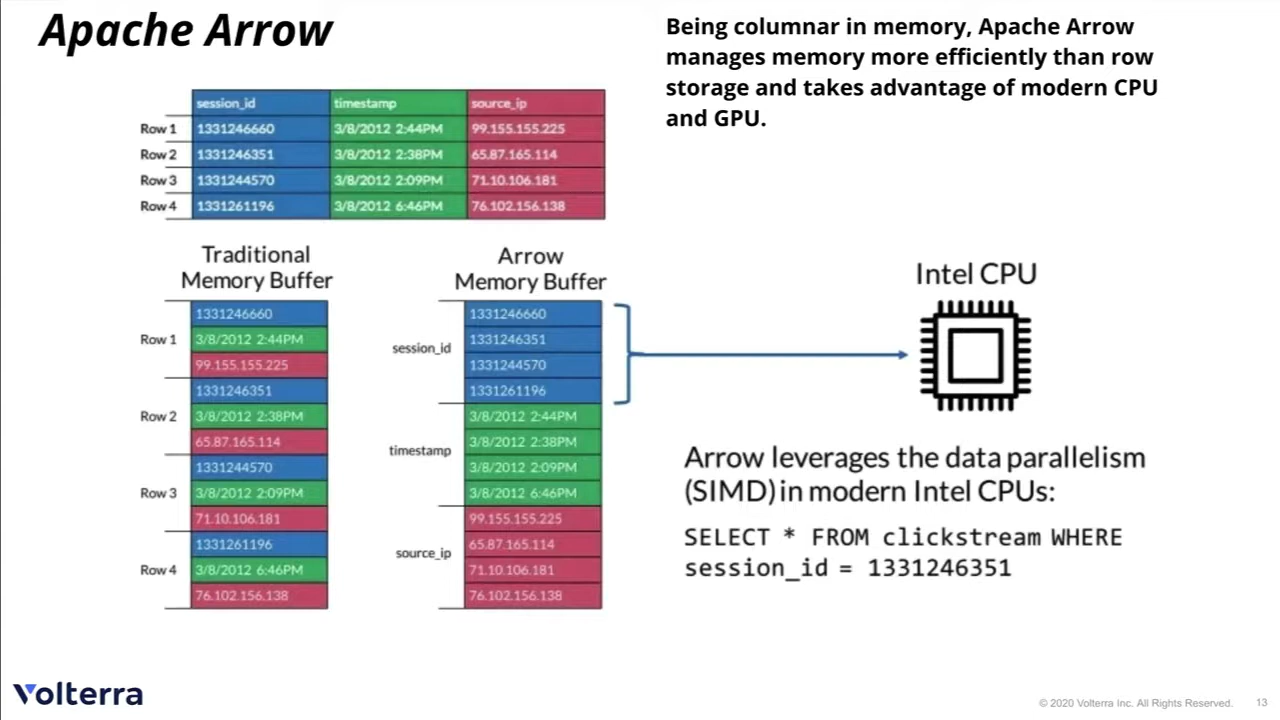 Apache Arrow
Being columnar in memory, Apache Arrow
manages memory more efficiently than row
storage and takes advantage of modern CPU
and GPU.
session_id timestamp source_ip
Row 1 1331246660 3/8/2012 2:44PM 99.155.155.225
Row 2 1331246351 3/8/2012 2:38PM 65.87.165.114
Row 3 1331244570 3/8/2012 2:09PM 71.10.106.181
Row 4 1331261196 3/8/2012 6:46PM 76.102.156.138
Traditional
Memory Buffer
Row 1
1331246660
3/8/2012 2:44PM
99.155.155.225
Row 2
1331246351
3/8/2012 2:38PM
65.87.165.114
Row 3
1331244570
3/8/2012 2:09PM
71.10.106.181
Row 4
1331261196
3/8/2012 6:46PM
76.102.156.138
Arrow
Memory Buffer
session_id
1331246660
1331246351
1331244570
1331261196
timestamp
3/8/2012 2:44PM
3/8/2012 2:38PM
3/8/2012 2:09PM
3/8/2012 6:46PM
source_ip
99.155.155.225
65.87.165.114
71.10.106.181
76.102.156.138
Intel CPU
Arrow leverages the data parallelism
(SIMD) in modern Intel CPUs:
SELECT * FROM clickstream WHERE
session_id = 1331246351
Volterra
© 2020 Volterra Inc. All Rights Reserved. 13